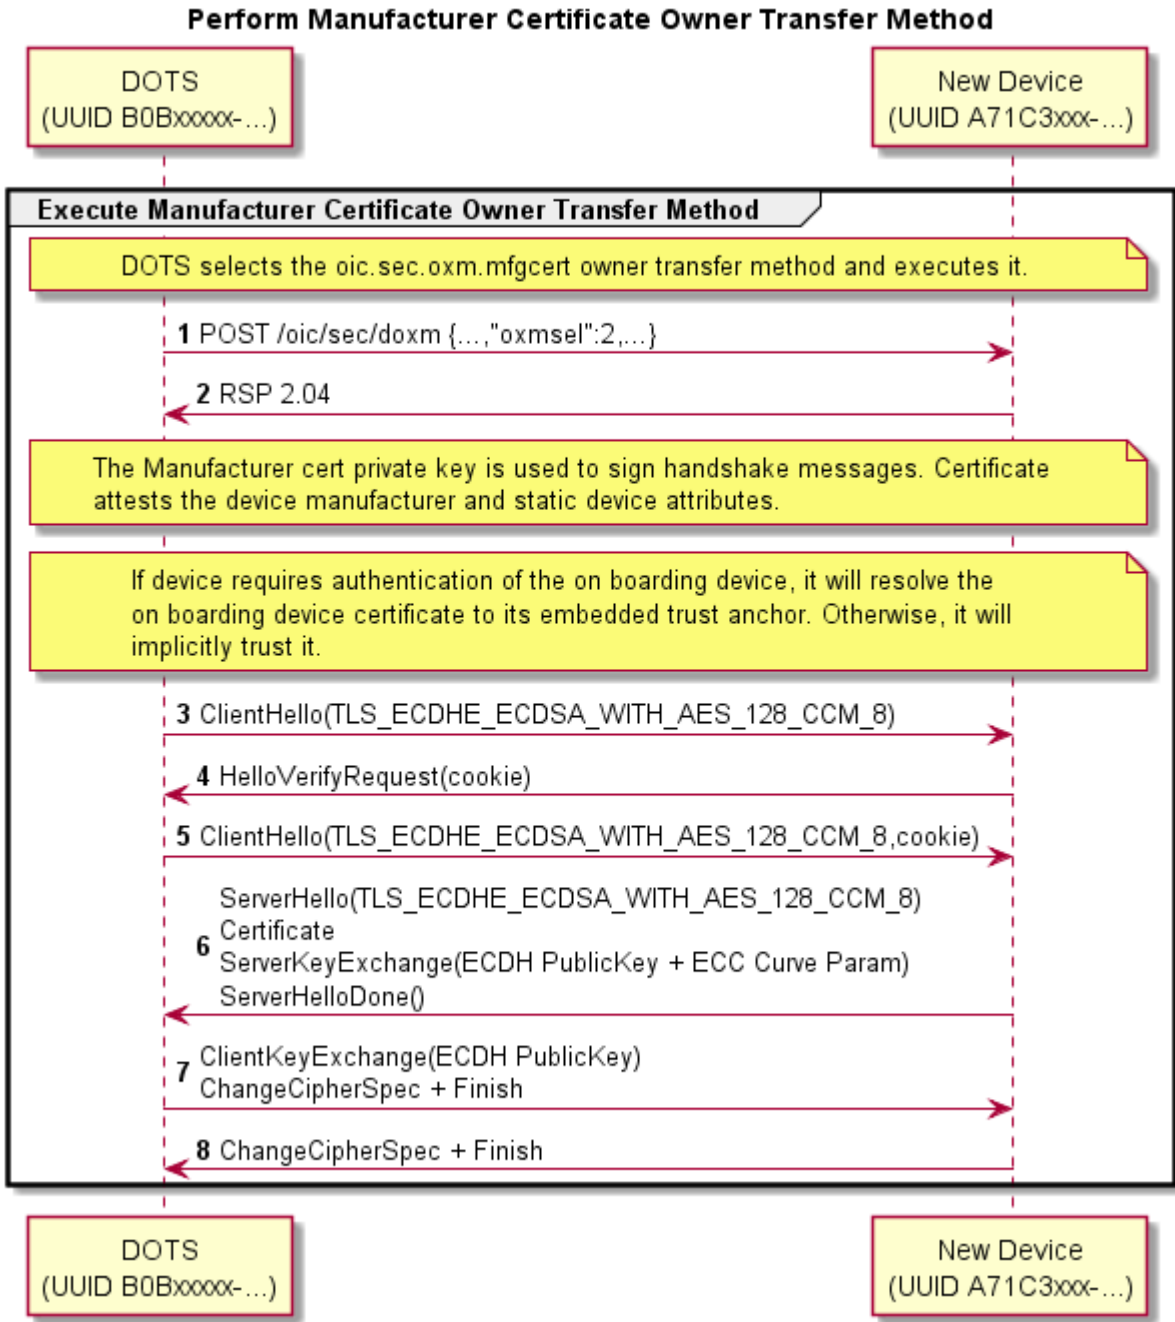 Perform Manufacturer Certificate Owner Transfer Method
DOTS
(UUID B0Bxxxxx-...)
New Device
(UUID A71C3xxx-...)
Execute Manufacturer Certificate Owner Transfer Method
DOTS selects the oic.sec.oxm.mfgcert owner transfer method and executes it.
1 POST /oic/sec/doxm {...,"oxmsel":2,...}
2 RSP 2.04
The Manufacturer cert private key is used to sign handshake messages. Certificate
attests the device manufacturer and static device attributes.
If device requires authentication of the on boarding device, it will resolve the
on boarding device certificate to its embedded trust anchor. Otherwise, it will
implicitly trust it.
3 ClientHello(TLS_ECDHE_ECDSA_WITH_AES_128_CCM_8)
4 HelloVerifyRequest(cookie)
5 ClientHello(TLS_ECDHE_ECDSA_WITH_AES_128_CCM_8,cookie)
ServerHello(TLS_ECDHE_ECDSA_WITH_AES_128_CCM_8)
6 Certificate
ServerKeyExchange(ECDH PublicKey + ECC Curve Param)
ServerHelloDone()
7 ClientKeyExchange(ECDH PublicKey)
ChangeCipherSpec + Finish
8 ChangeCipherSpec + Finish
DOTS
(UUID B0Bxxxxx-...)
New Device
(UUID A71C3xxx-...)